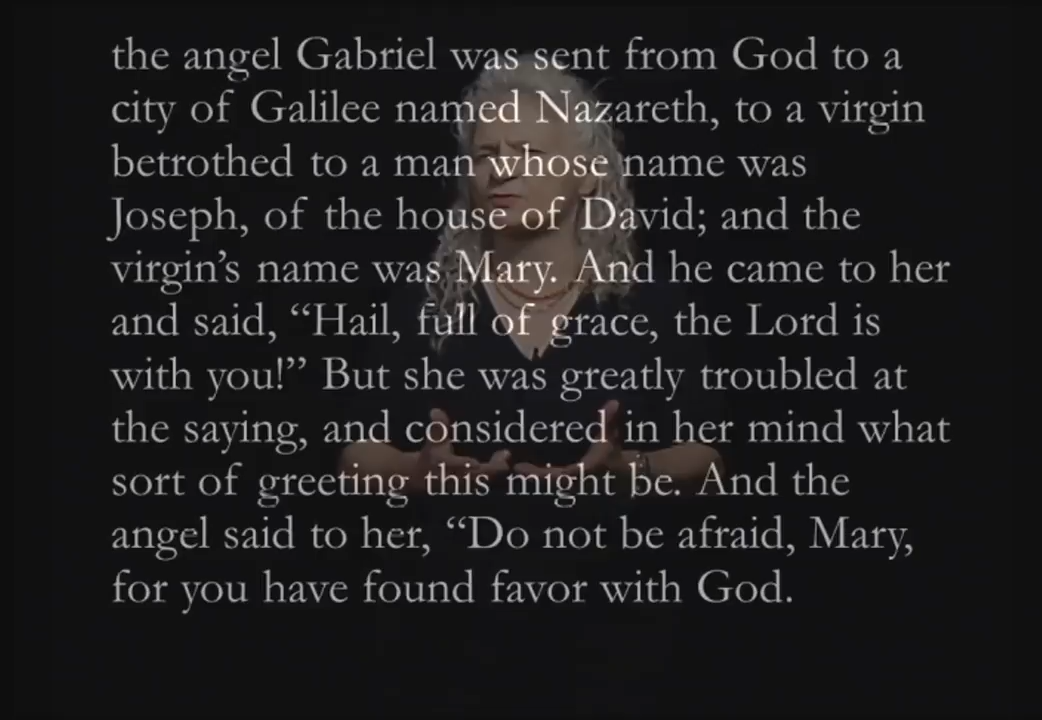 the angel Gabriel was sent from God to a
city of Galilee named Nazareth, to a virgin
betrothed to a man whose name was
Joseph, of the house of David; and the
virgin’s name was Mary. And he came to her
and said, “Hail, full of grace, the Lord is
with you!” But she was greatly troubled at
the saying, and considered in her mind what
sort of greeting this might be. And the
angel said to her, “Do not be afraid, Mary,
for you have found favor with God.